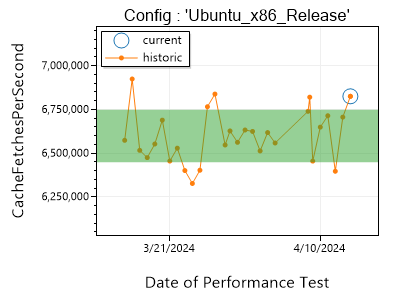 Config : 'Ubuntu_x86_Release'
current
historic
CacheFetchesPerSecond
7,000,000
6,750,000
6,500,000
6,250,000
3/21/2024
4/10/2024
Date of Performance Test